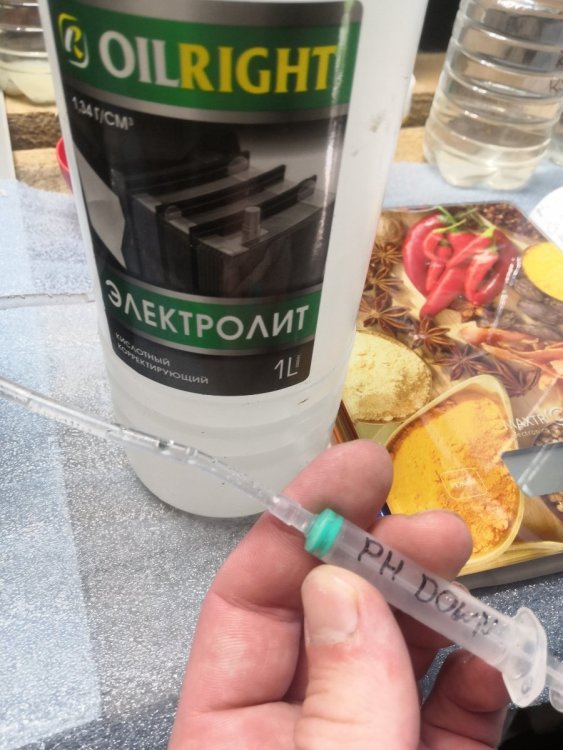 OILRIGHT
1,34 Г/СМ³
ЭЛЕКТРОЛИТ
КИСЛОТНЫЙ
КОРРЕКТИРУЮЩИЙ
1L
PH DOWN